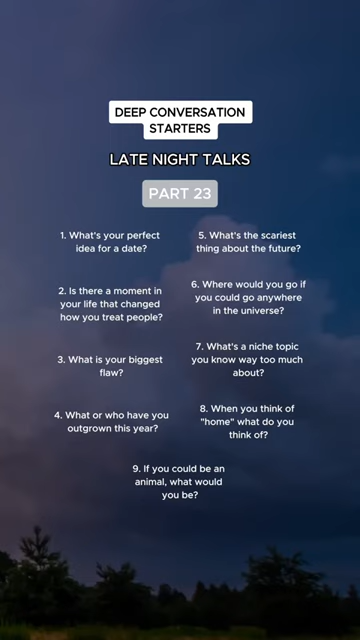 DEEP CONVERSATION
STARTERS
LATE NIGHT TALKS
PART 23
1. What's your perfect
idea for a date?
2. Is there a moment in
your life that changed
how you treat people?
3. What is your biggest
flaw?
4. What or who have you
outgrown this year?
5. What's the scariest
thing about the future?
6. Where would you go if
you could go anywhere
in the universe?
7. What's a niche topic
you know way too much
about?
8. When you think of
"home" what do you
think of?
9. If you could be an
animal, what would
you be?